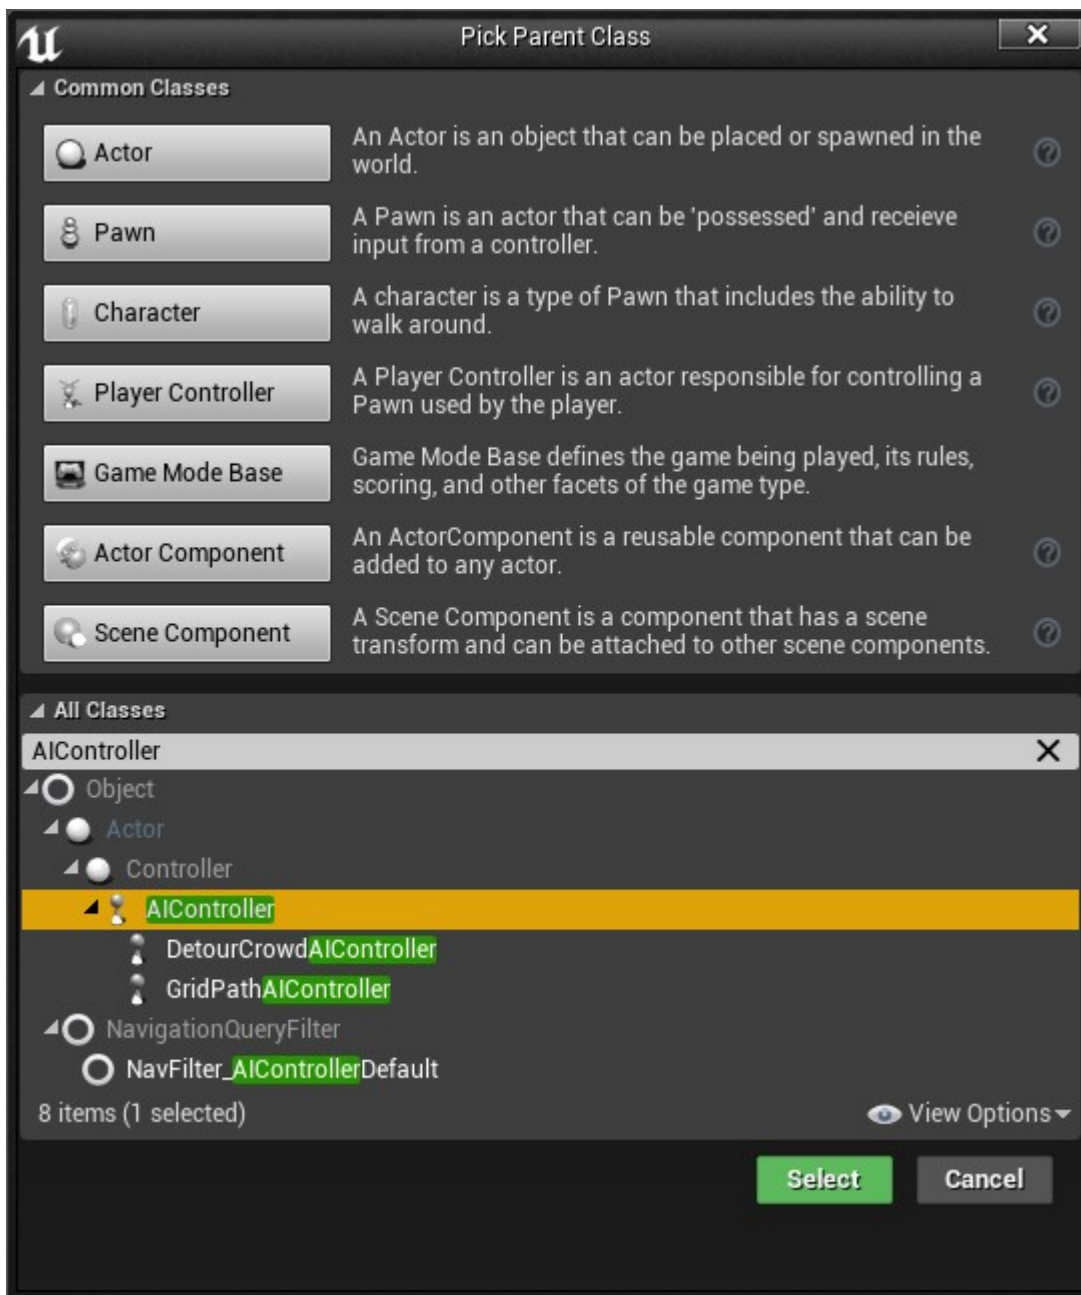 Pick Parent Class
Common Classes
Actor
An Actor is an object that can be placed or spawned in the
world.
Pawn
A Pawn is an actor that can be 'possessed' and receieve
input from a controller.
Character
A character is a type of Pawn that includes the ability to
walk around.
Player Controller
A Player Controller is an actor responsible for controlling a
Pawn used by the player.
Game Mode Base
Game Mode Base defines the game being played, its rules,
scoring, and other facets of the game type.
Actor Component
An ActorComponent is a reusable component that can be
added to any actor.
Scene Component
A Scene Component is a component that has a scene
transform and can be attached to other scene components.
All Classes
AIController
Object
Actor
Controller
AIController
DetourCrowdAIController
GridPathAIController
NavigationQueryFilter
NavFilter_AIControllerDefault
8 items (1 selected)
View Options
Select
Cancel